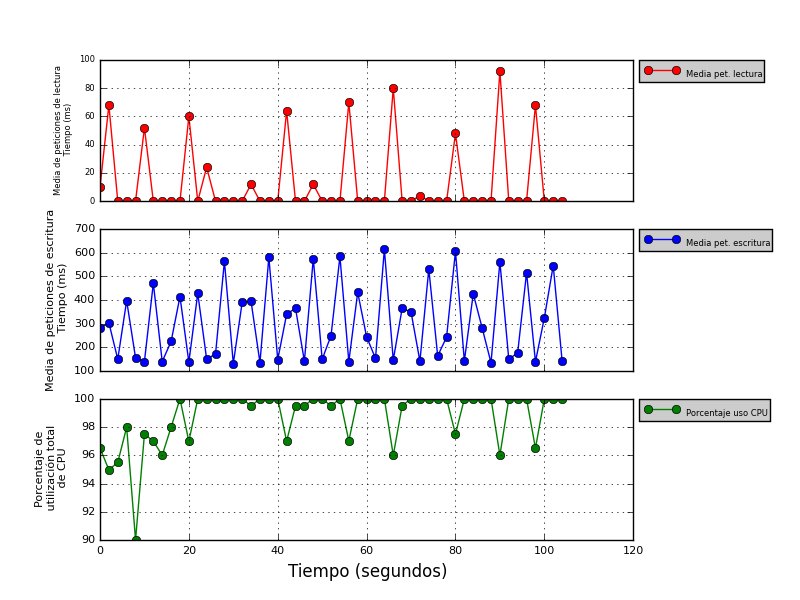 100
80
60
40
20
0
Media de peticiones de lectura
Tiempo (ms)
Media pet. lectura
700
600
500
400
300
200
100
Media de peticiones de escritura
Tiempo (ms)
Media pet. escritura
100
98
96
94
92
90
Porcentaje de
utilización total
de CPU
Porcentaje uso CPU
0 20 40 60 80 100 120
Tiempo (segundos)